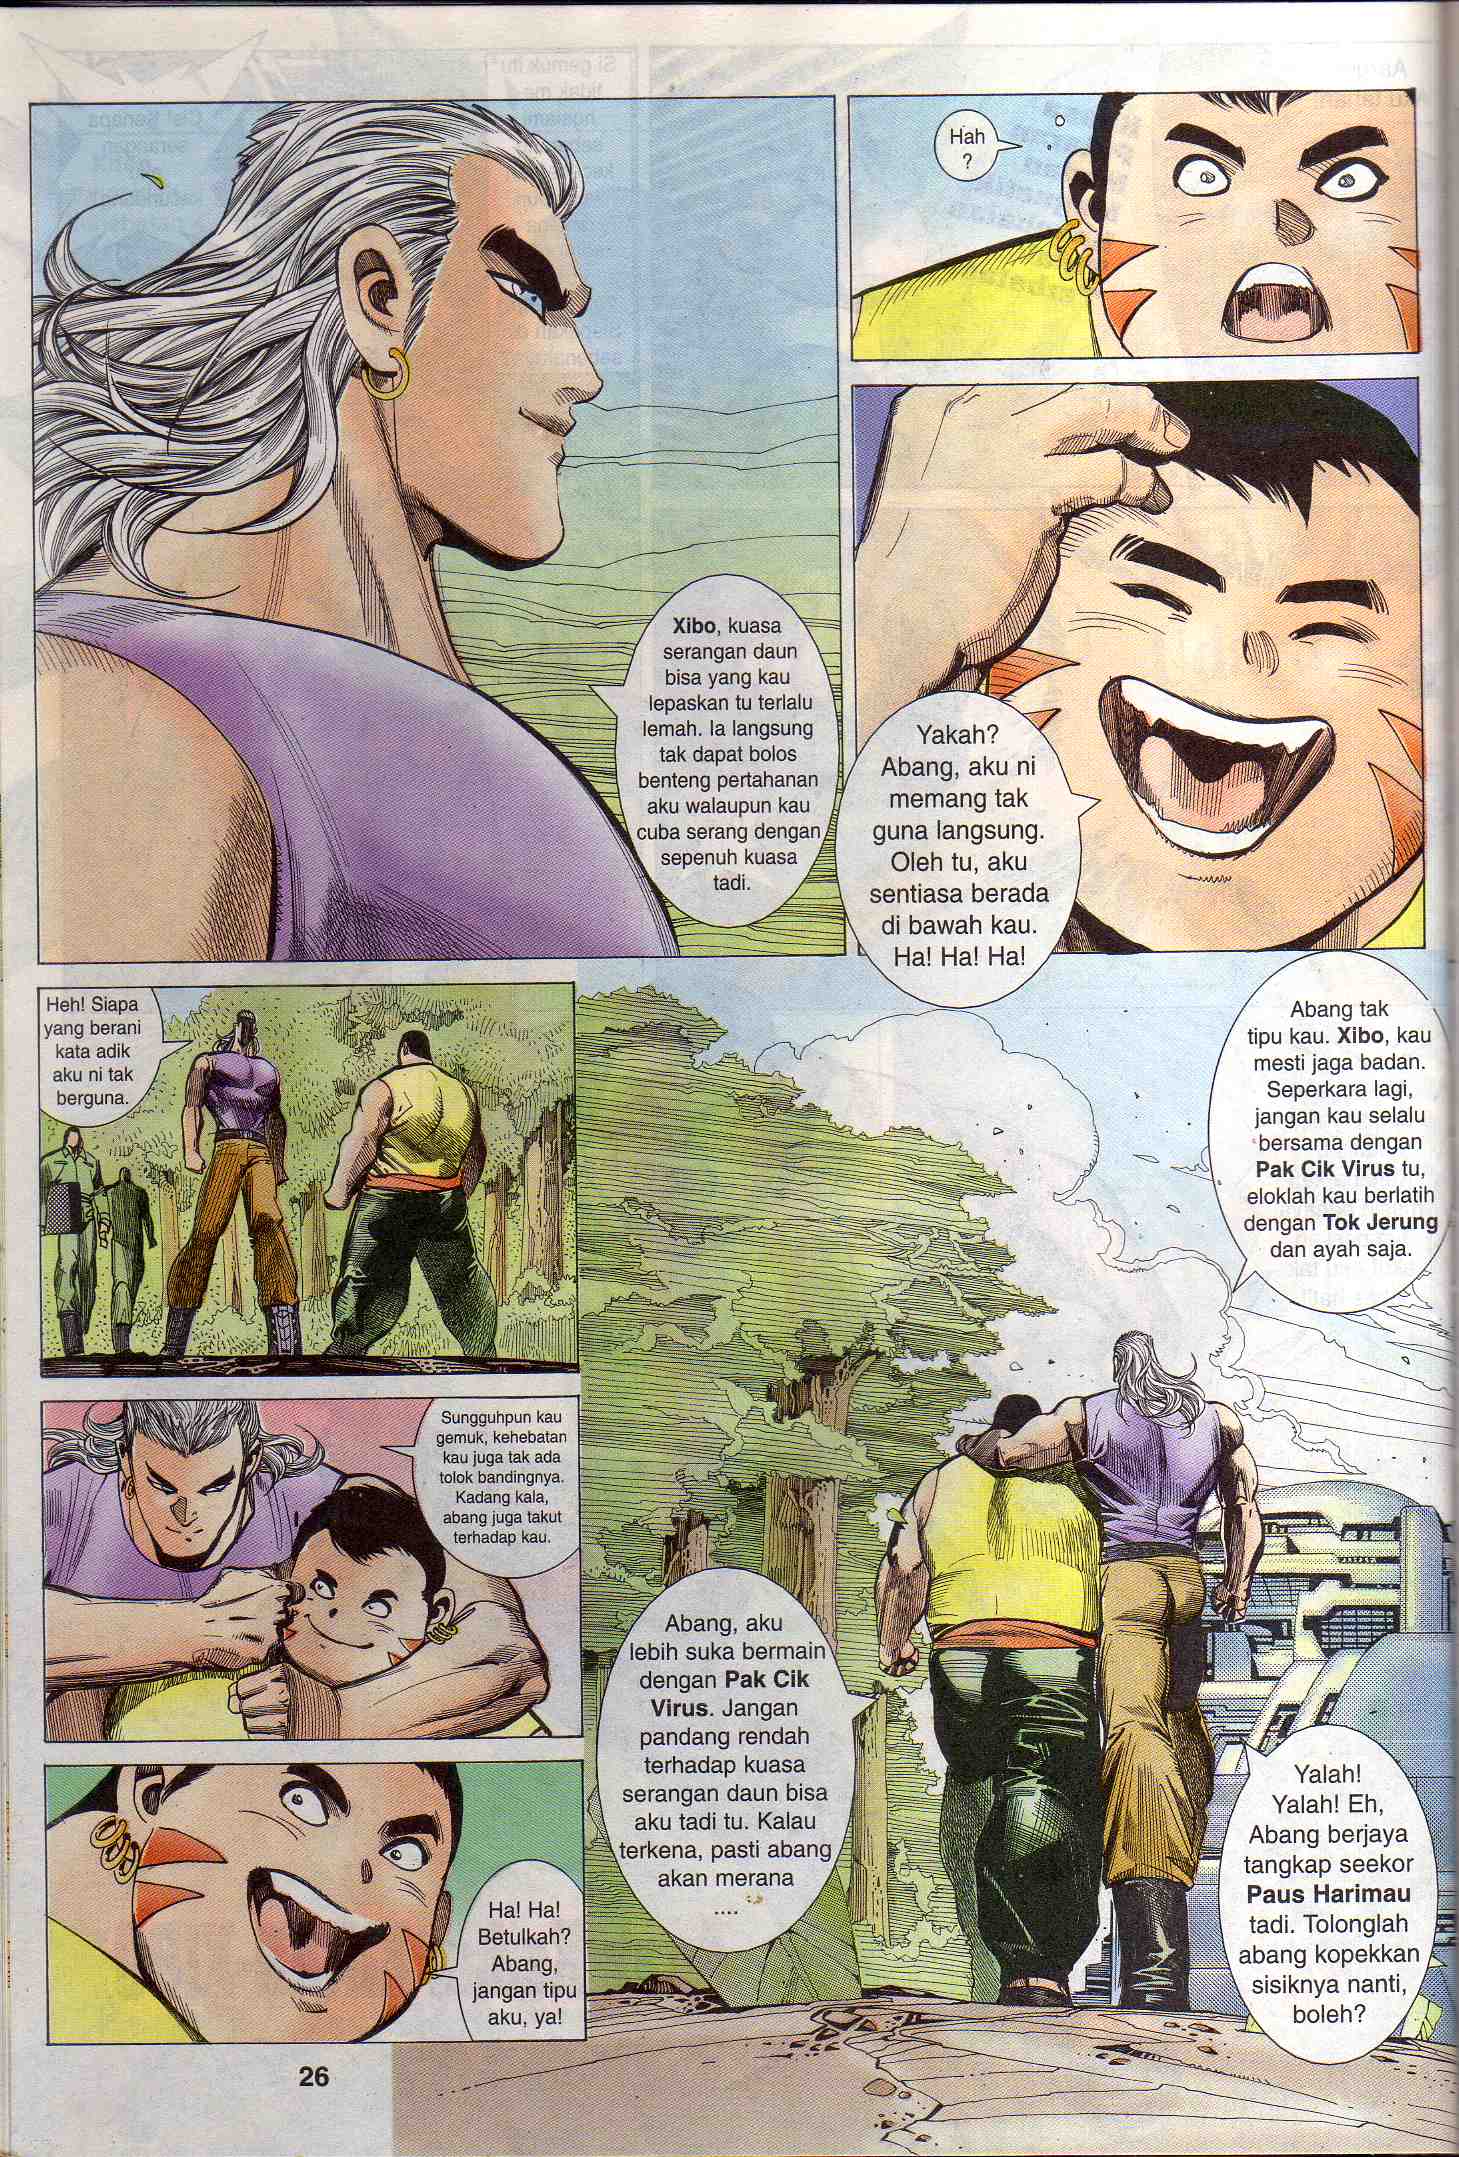 Hah
?
Xibo, kuasa
serangan daun
bisa yang kau
lepaskan tu terlalu
lemah. Ia langsung
tak dapat bolos
benteng pertahanan
aku walaupun kau
cuba serang dengan
sepenuh kuasa
tadi.
Yakah?
Abang, aku ni
memang tak
guna langsung.
Oleh tu, aku
sentiasa berada
di bawah kau.
Ha! Ha! Ha!
Heh! Siapa
yang berani
kata adik
aku ni tak
berguna.
Sungguhpun kau
gemuk, kehebatan
kau juga tak ada
tolok bandingnya.
Kadang kala,
abang juga takut
terhadap kau.
Ha! Ha!
Betulkah?
Abang,
jangan tipu
aku, ya!
Abang tak
tipu kau. Xibo, kau
mesti jaga badan.
Seperkara lagi,
jangan kau selalu
bersama dengan
Pak Cik Virus tu,
eloklah kau berlatih
dengan Tok Jerung
dan ayah saja.
Abang, aku
lebih suka bermain
dengan Pak Cik
Virus. Jangan
pandang rendah
terhadap kuasa
serangan daun bisa
aku tadi tu. Kalau
terkena, pasti abang
akan merana
....
Yalah!
Yalah! Eh,
Abang berjaya
tangkap seekor
Paus Harimau
tadi. Tolonglah
abang kopekkan
sisiknya nanti,
boleh?
26